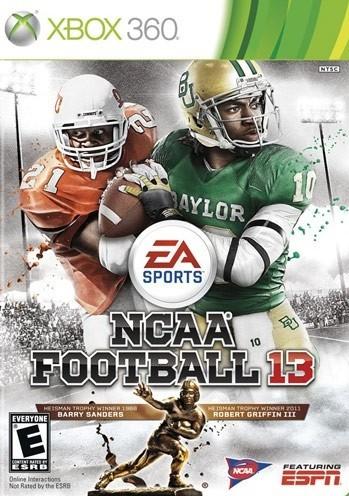 XBOX 360.
NTSC
21
BU
10
BAYLOR
10
EA
SPORTS
NCAA
FOOTBALL 13
HEISMAN TROPHY WINNER 1988
BARRY SANDERS
HEISMAN TROPHY WINNER 2011
ROBERT GRIFFIN III
EVERYONE
E
CONTENT RATED BY
ESRB
Online Interactions
Not Rated by the ESRB
NCAA
FEATURING
ESPN